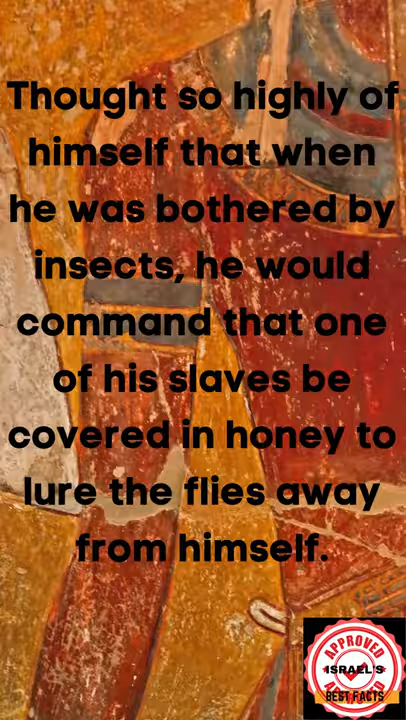 Thought so highly of
himself that when
he was bothered by
insects, he would
command that one
of his slaves be
covered in honey to
lure the flies away
from himself.
APPROVED
ISRAEL'S
BEST FACTS